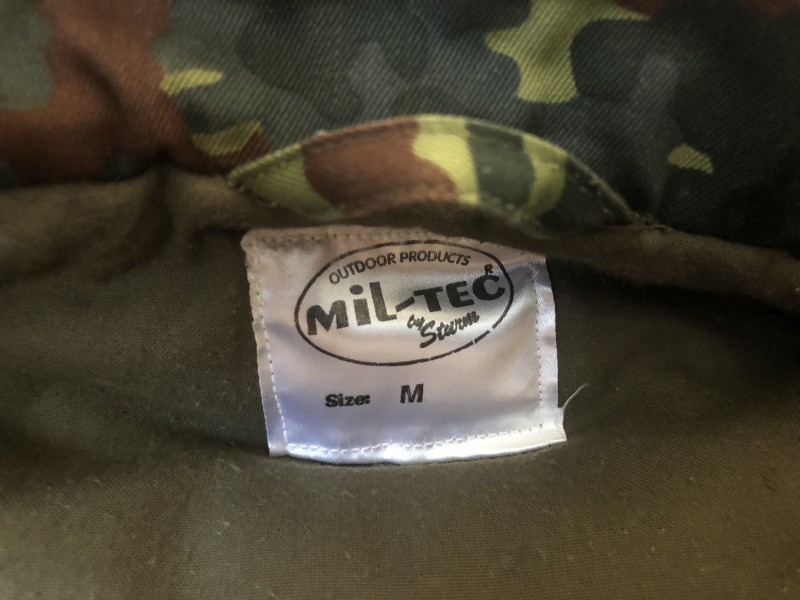 OUTDOOR PRODUCTS
MiL-TEC R
by Sturm
Size: M